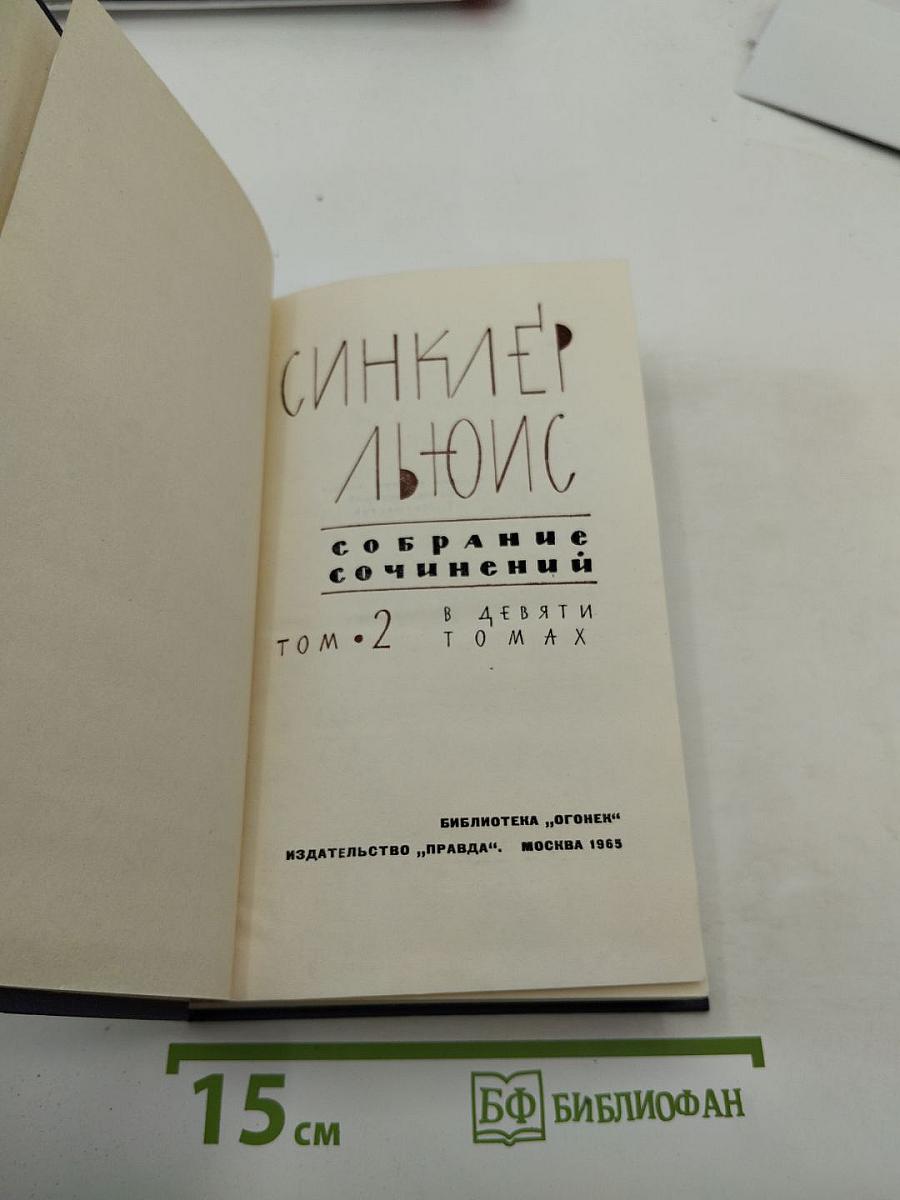 СИНКЛЕР
ЛЬЮИС
СОБРАНИЕ
СОЧИНЕНИЙ
ТОМ • 2
В ДЕВЯТИ
ТОМАХ
БИБЛИОТЕКА „ОГОНЕК“
ИЗДАТЕЛЬСТВО „ПРАВДА“. МОСКВА 1965
15 см
БФ БИБЛИОФАН